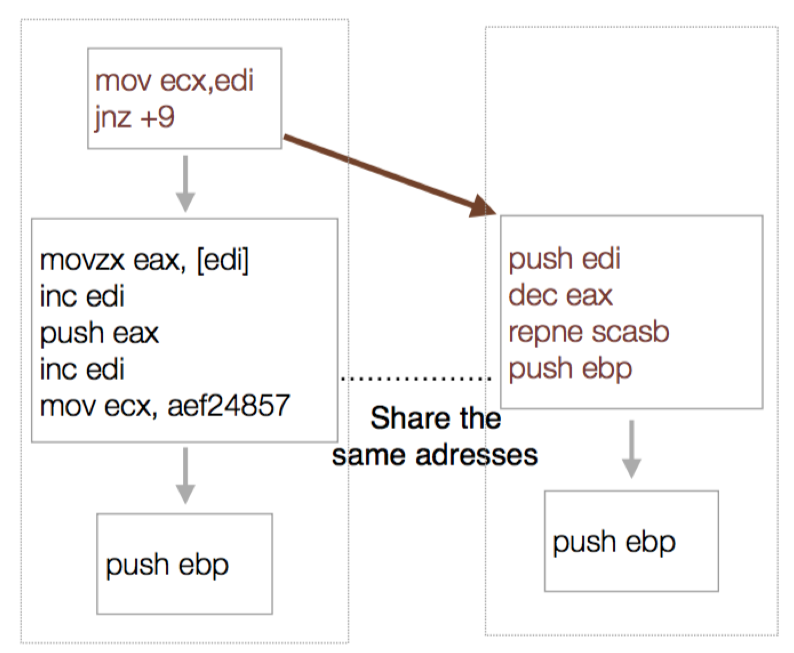 mov ecx,edi
jnz +9
movzx eax, [edi]
inc edi
push eax
inc edi
mov ecx, aef24857
push ebp
Share the
same adresses
push edi
dec eax
repne scasb
push ebp
push ebp